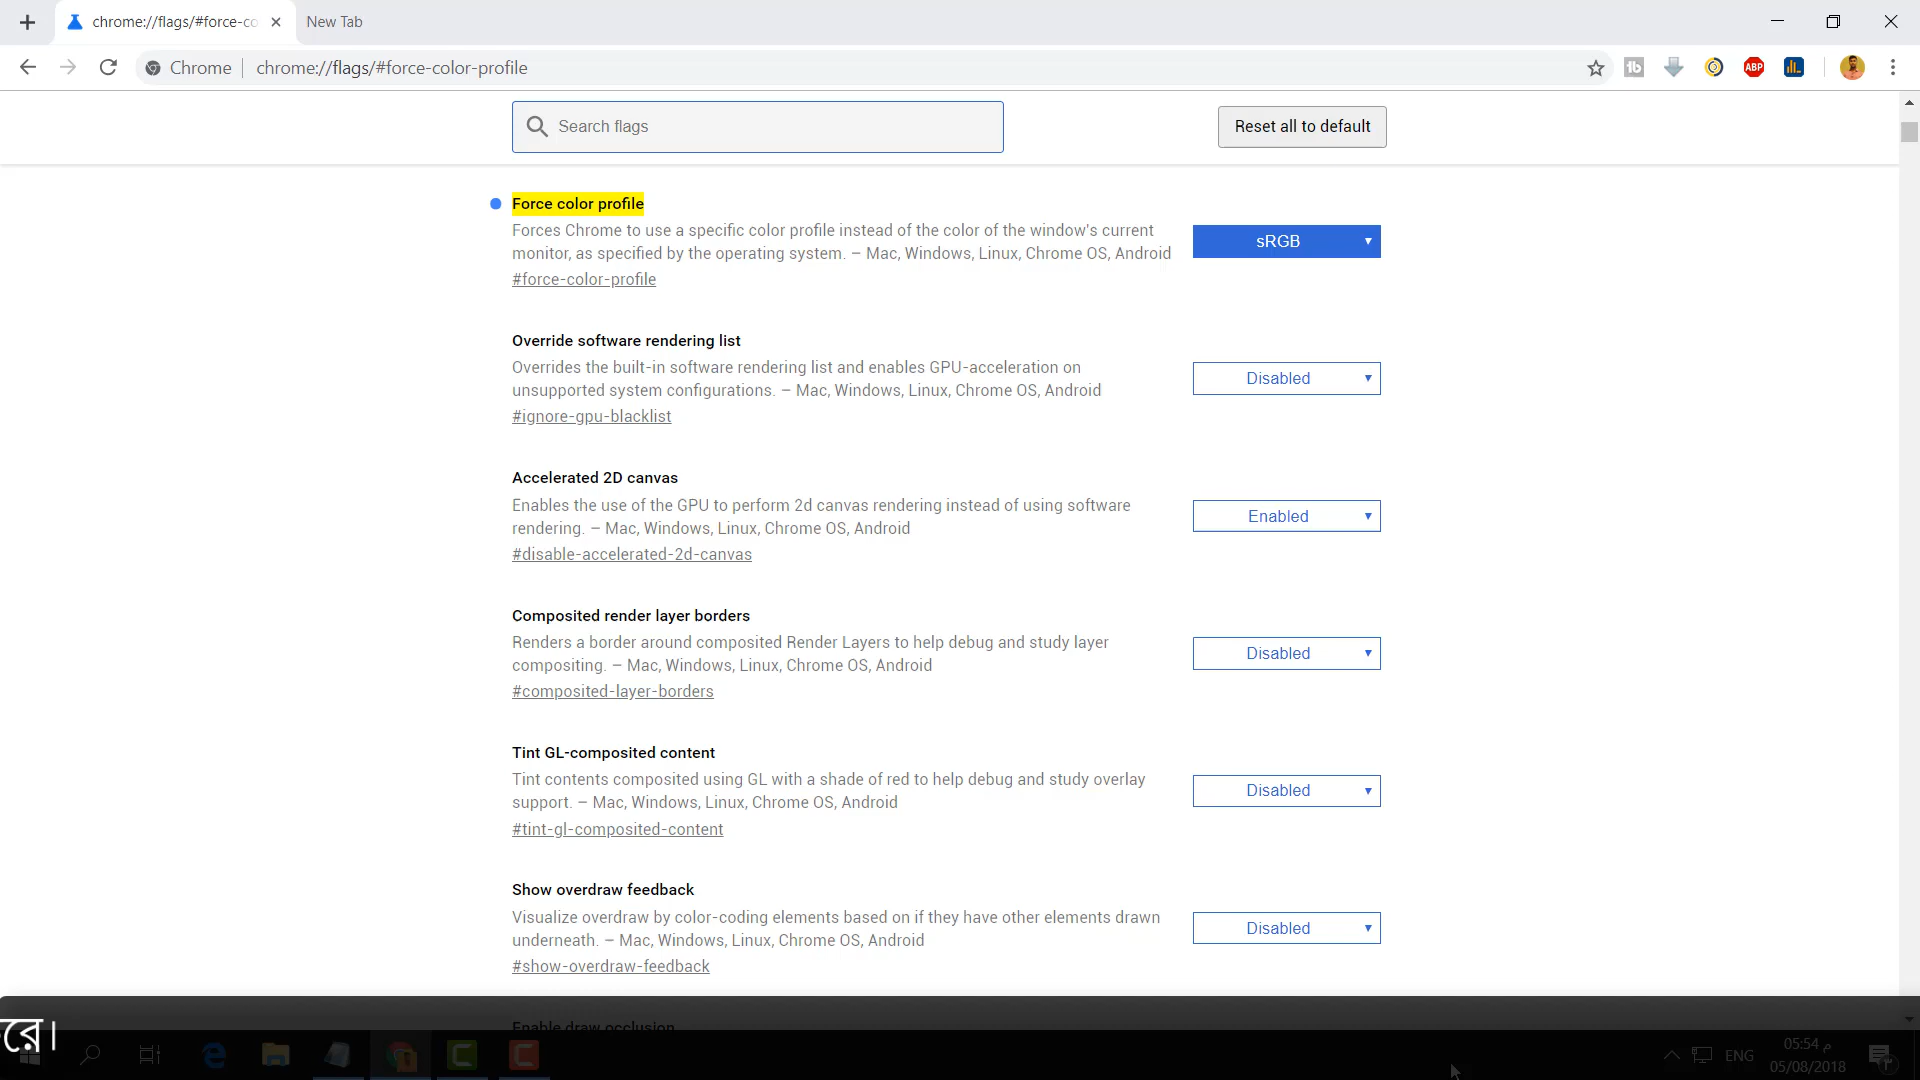 chrome://flags/#force-co
New Tab
Chrome
chrome://flags/#force-color-profile
ABP
Search flags
Reset all to default
Force color profile
Forces Chrome to use a specific color profile instead of the color of the window's current
monitor, as specified by the operating system. – Mac, Windows, Linux, Chrome OS, Android
#force-color-profile
sRGB
Override software rendering list
Overrides the built-in software rendering list and enables GPU-acceleration on
unsupported system configurations. – Mac, Windows, Linux, Chrome OS, Android
#ignore-gpu-blacklist
Disabled
Accelerated 2D canvas
Enables the use of the GPU to perform 2d canvas rendering instead of using software
rendering. – Mac, Windows, Linux, Chrome OS, Android
#disable-accelerated-2d-canvas
Enabled
Composited render layer borders
Renders a border around composited Render Layers to help debug and study layer
compositing. – Mac, Windows, Linux, Chrome OS, Android
#composited-layer-borders
Disabled
Tint GL-composited content
Tint contents composited using GL with a shade of red to help debug and study overlay
support. – Mac, Windows, Linux, Chrome OS, Android
#tint-gl-composited-content
Disabled
Show overdraw feedback
Visualize overdraw by color-coding elements based on if they have other elements drawn
underneath. – Mac, Windows, Linux, Chrome OS, Android
#show-overdraw-feedback
Disabled
Enable draw occlusion
ENG
05:54 م
05/08/2018